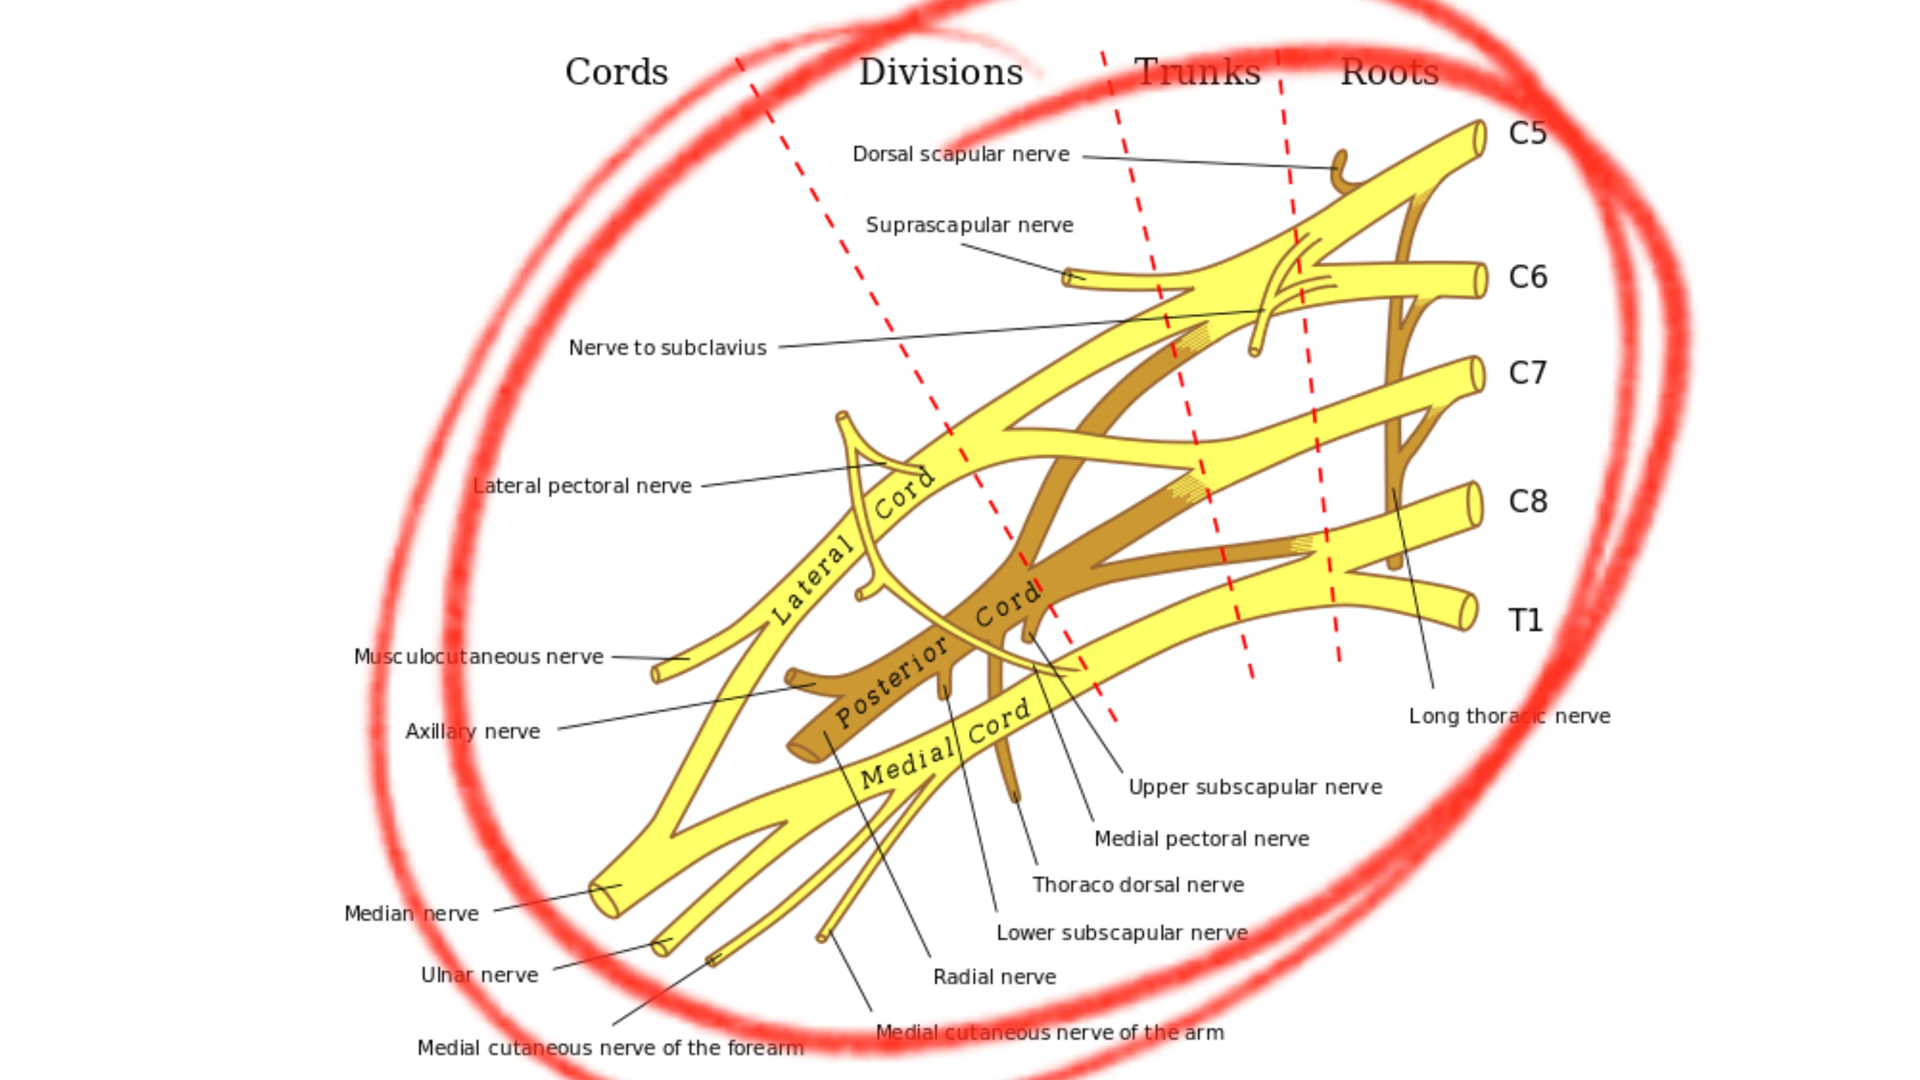 Cords
Divisions
Trunks
Roots
C5
Dorsal scapular nerve
Suprascapular nerve
C6
Nerve to subclavius
C7
Lateral pectoral nerve
Lateral Cord
C8
Posterior Cord
T1
Musculocutaneous nerve
Axillary nerve
Medial Cord
Long thoracic nerve
Upper subscapular nerve
Medial pectoral nerve
Thoraco dorsal nerve
Median nerve
Lower subscapular nerve
Ulnar nerve
Radial nerve
Medial cutaneous nerve of the arm
Medial cutaneous nerve of the forearm